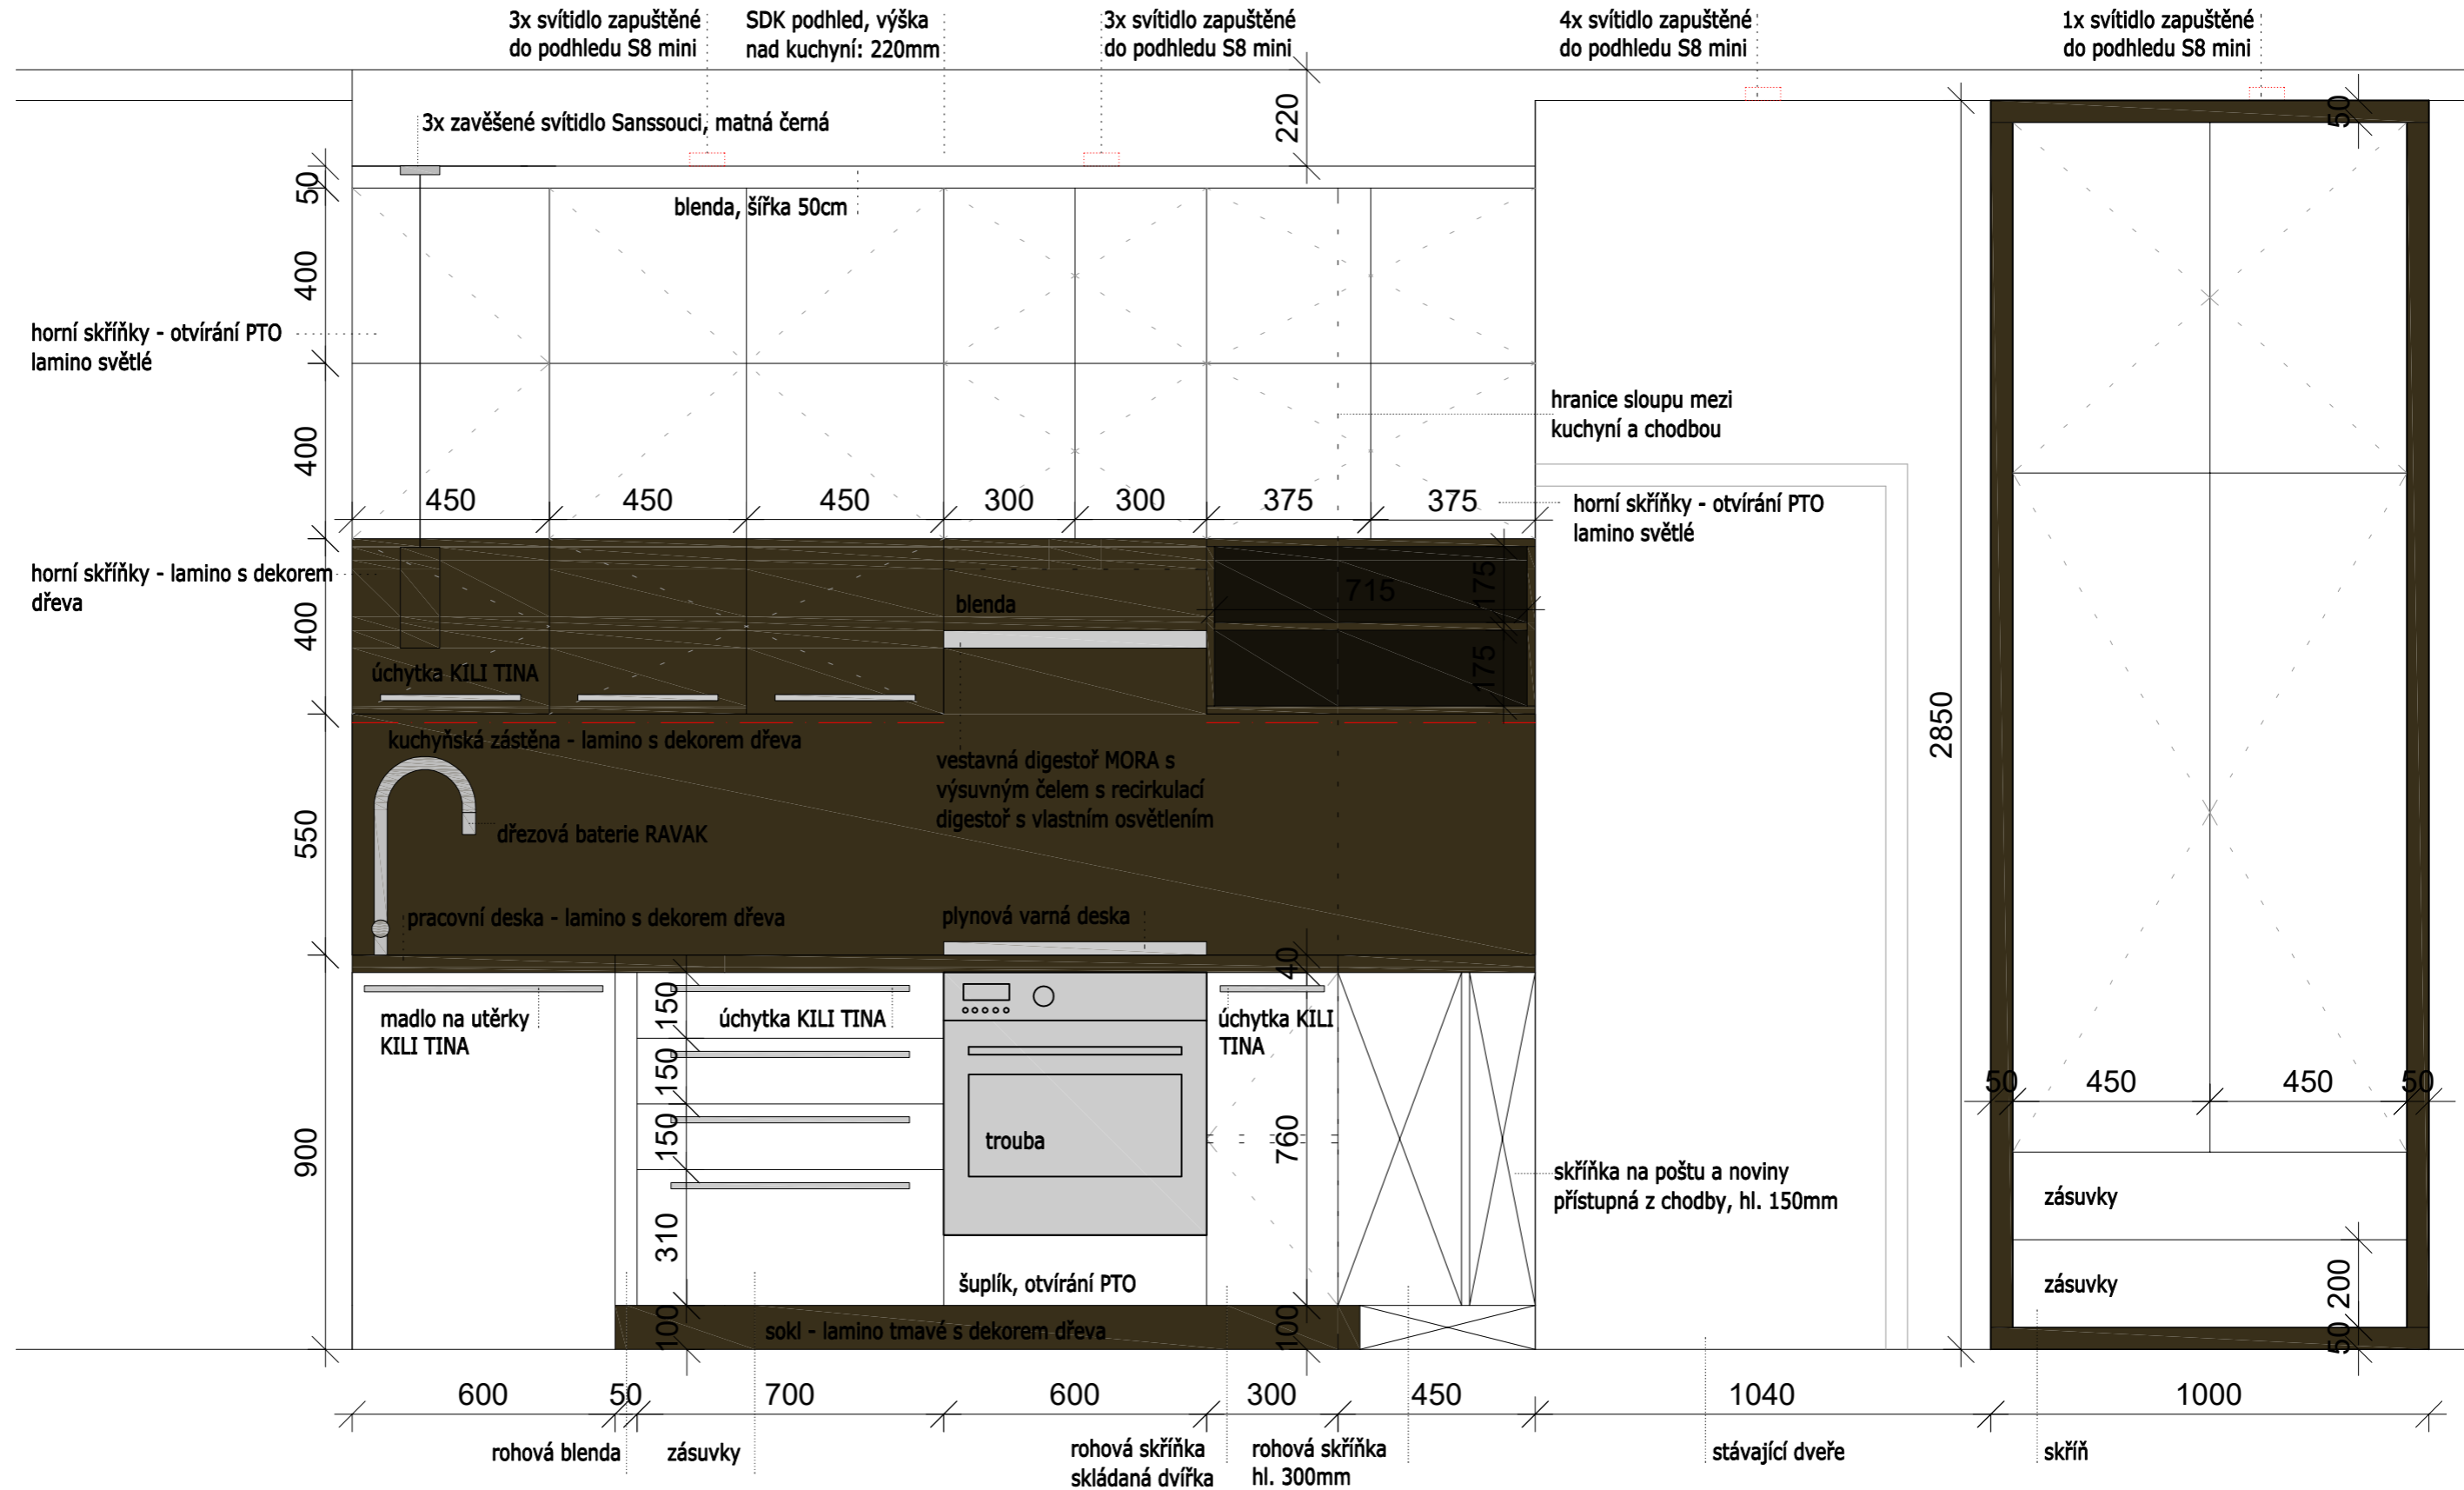 3x svítidlo zapuštěné
do podhledu S8 mini
SDK podhled, výška
nad kuchyní: 220mm
3x svítidlo zapuštěné
do podhledu S8 mini
4x svítidlo zapuštěné
do podhledu S8 mini
1x svítidlo zapuštěné
do podhledu S8 mini
220
50
3x zavěšené svítidlo Sanssouci, matná černá
50
blenda, šířka 50cm
400
horní skříňky - otvírání PTO
lamino světlé
hranice sloupu mezi
kuchyní a chodbou
400
450
450
450
300
300
375
375
horní skříňky - otvírání PTO
lamino světlé
horní skříňky - lamino s dekorem
dřeva
400
blenda
715
175
175
úchytka KILI TINA
kuchyňská zástěna - lamino s dekorem dřeva
vestavná digestoř MORA s
výsuvným čelem s recirkulací
digestoř s vlastním osvětlením
2850
550
dřezová baterie RAVAK
pracovní deska - lamino s dekorem dřeva
plynová varná deska
40
150
madlo na utěrky
KILI TINA
úchytka KILI TINA
úchytka KILI
TINA
150
50
450
450
50
900
150
trouba
760
skříňka na poštu a noviny
přístupná z chodby, hl. 150mm
zásuvky
310
šuplík, otvírání PTO
zásuvky
200
100
sokl - lamino tmavé s dekorem dřeva
100
50
600
50
700
600
300
450
1040
1000
rohová blenda
zásuvky
rohová skříňka
skládaná dvířka
rohová skříňka
hl. 300mm
stávající dveře
skříň